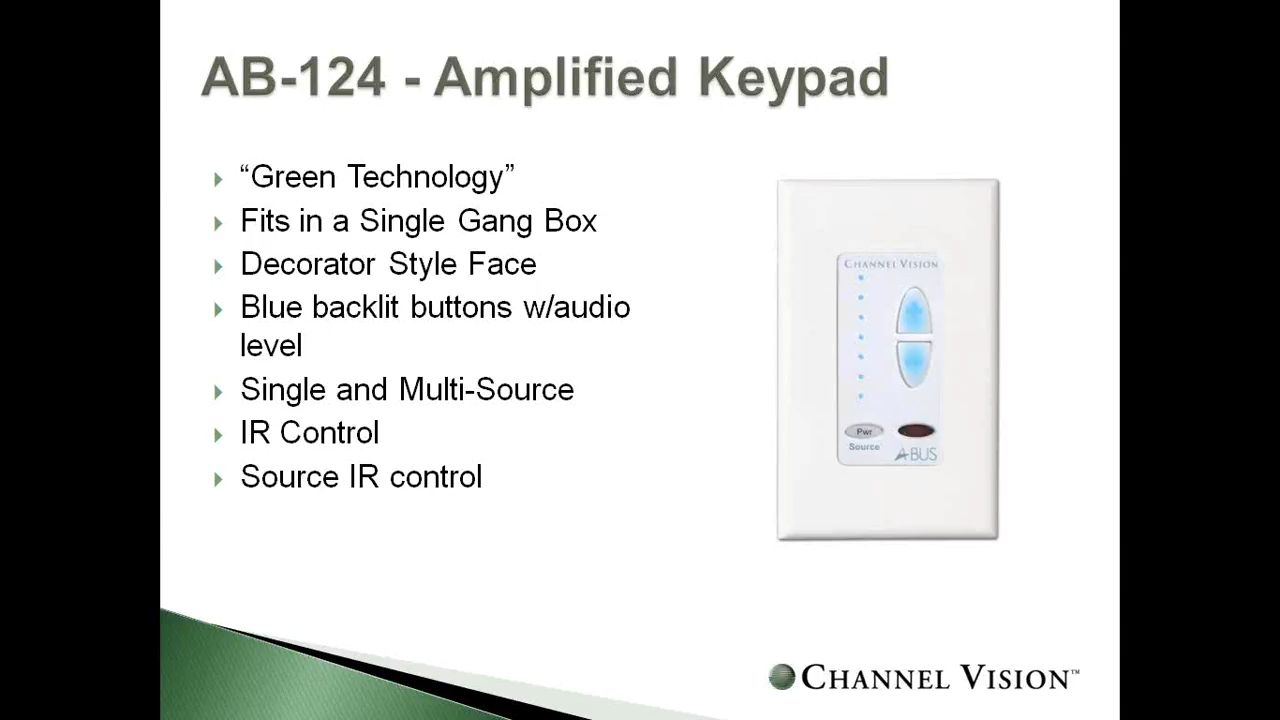 AB-124 - Amplified Keypad
“Green Technology”
Fits in a Single Gang Box
Decorator Style Face
Blue backlit buttons w/audio
level
Single and Multi-Source
IR Control
Source IR control
CHANNEL VISION
Pwr
Source
A-BUS
CHANNEL VISION™